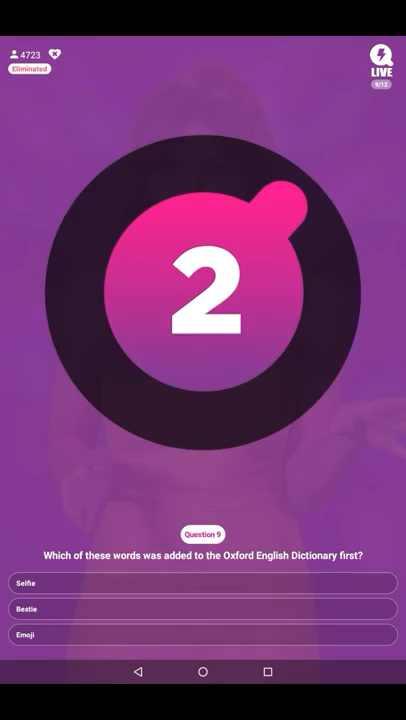 4723
Eliminated
LIVE
9/12
2
Question 9
Which of these words was added to the Oxford English Dictionary first?
Selfie
Bestie
Emoji